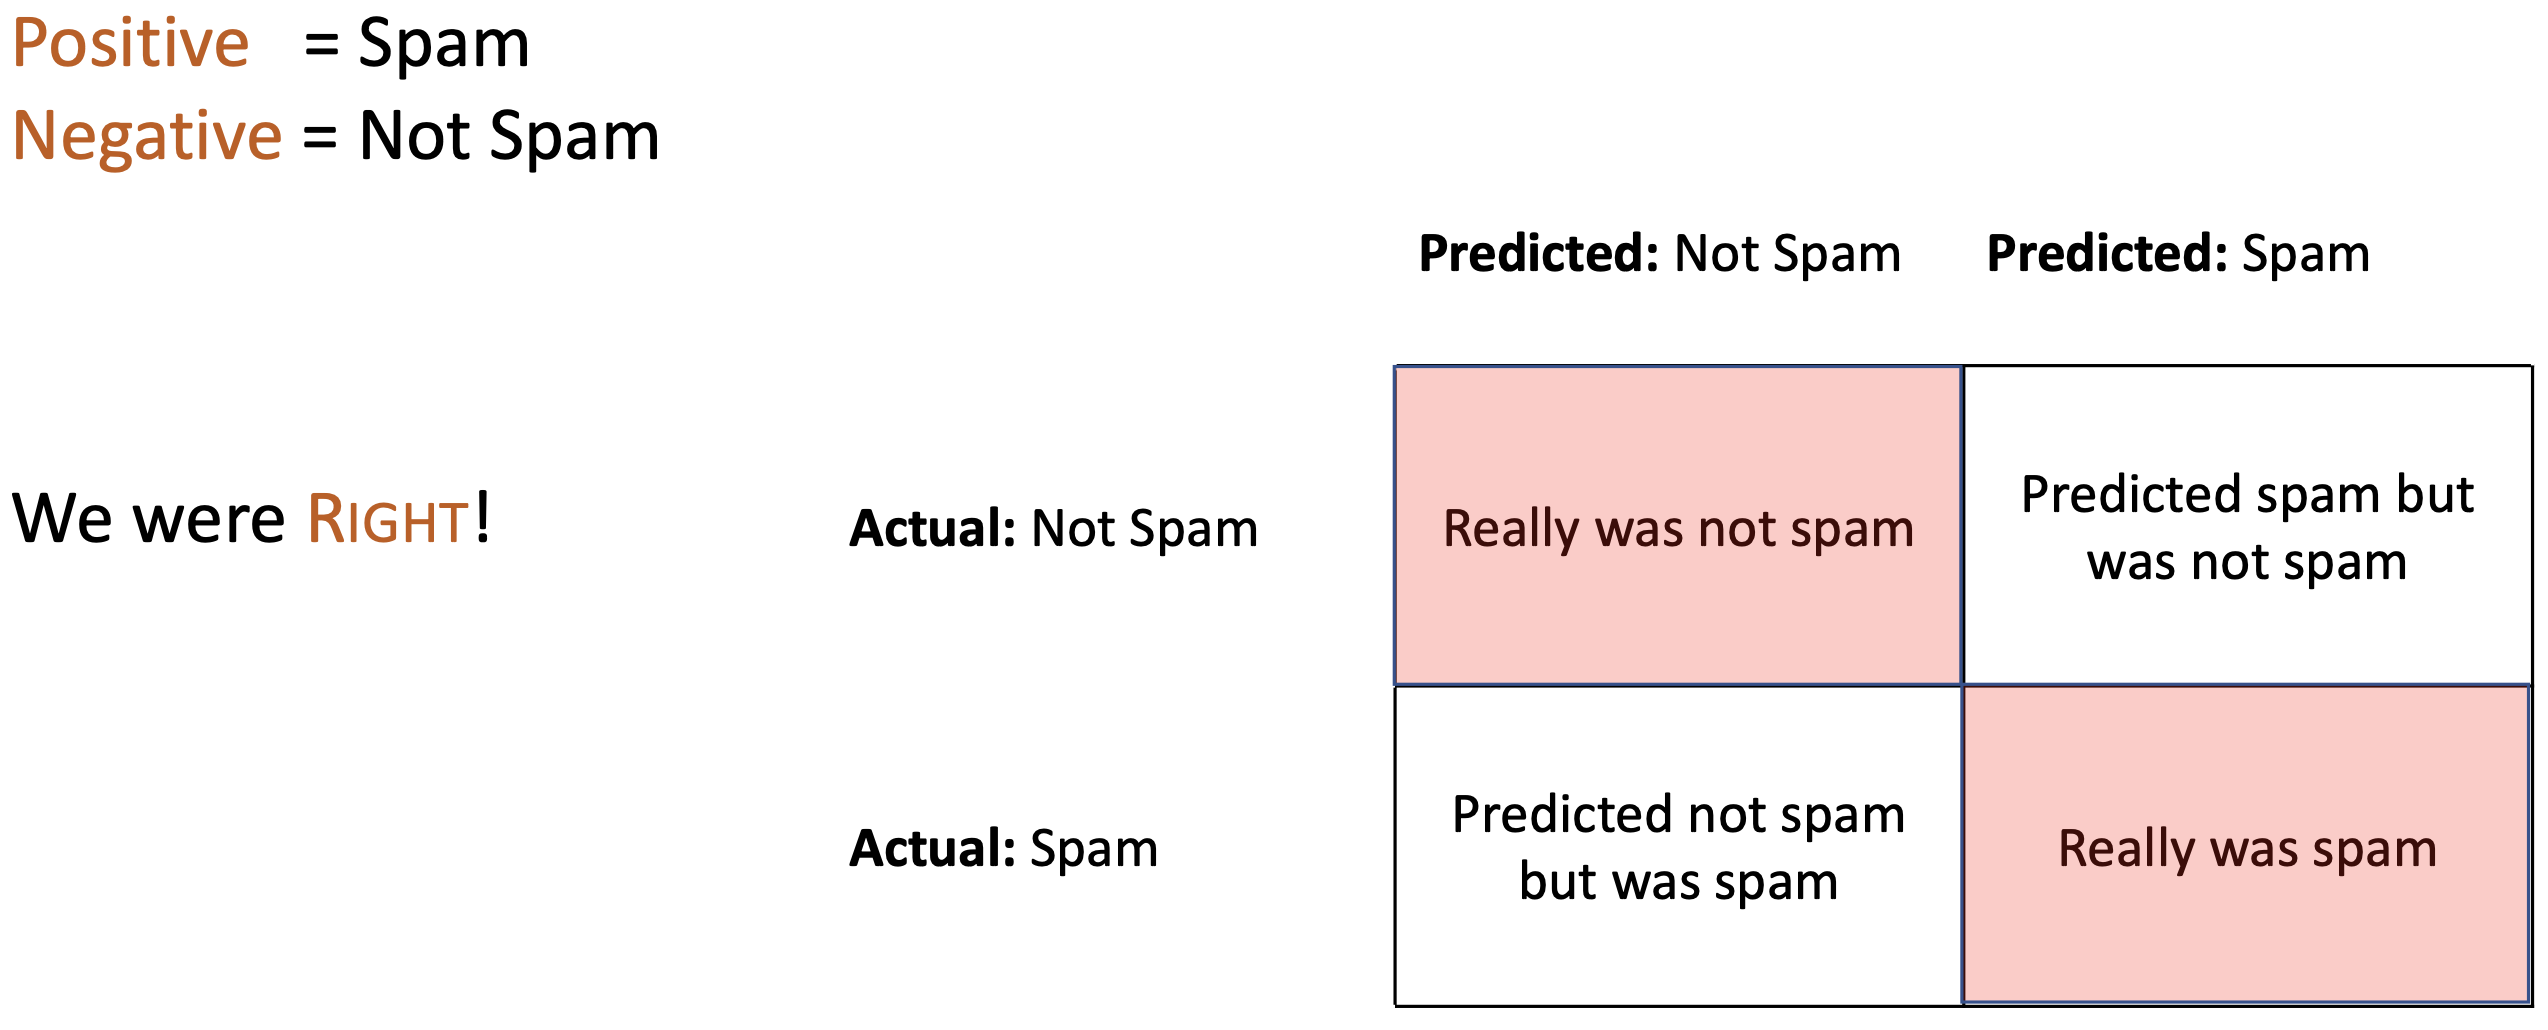 Positive = Spam
Negative = Not Spam
Predicted: Not Spam
Predicted: Spam
We were RIGHT!
Actual: Not Spam
Really was not spam
Predicted spam but
was not spam
Actual: Spam
Predicted not spam
but was spam
Really was spam